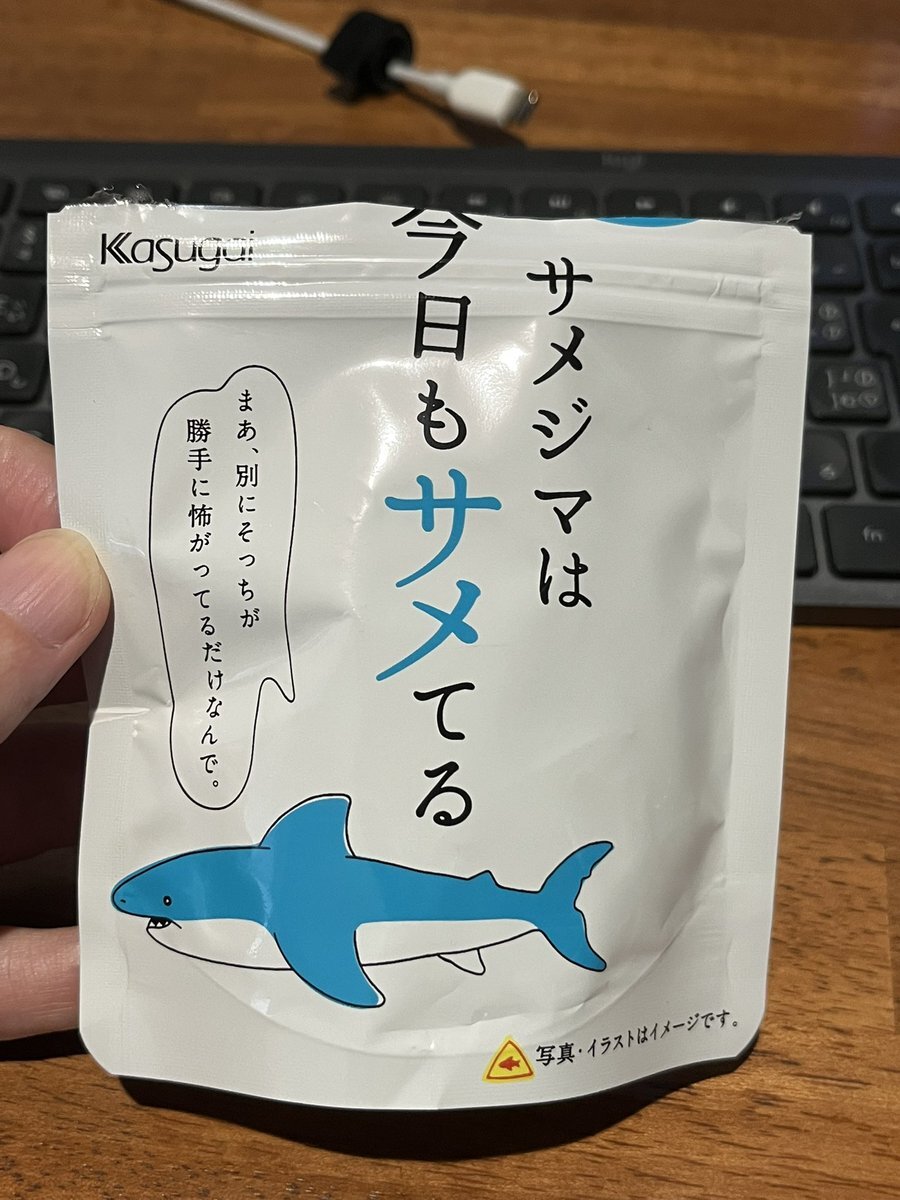 Kasugai
サメジマは
今日もサメてる
まあ、別にそっちが
勝手に怖がってるだけなんで。
写真・イラストはイメージです。
fn